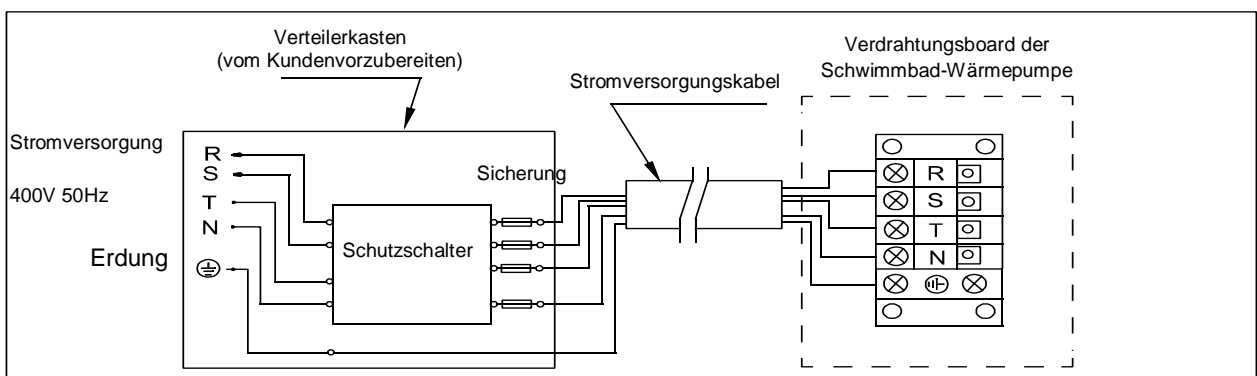 Verteilerkasten
(vom Kundenvorzubereiten)
Verdrahtungsboard der
Schwimmbad-Wärmepumpe
Stromversorgungskabel
Stromversorgung
400V 50Hz
Erdung
R
S
T
N
Schutzschalter
Sicherung
R
S
T
N